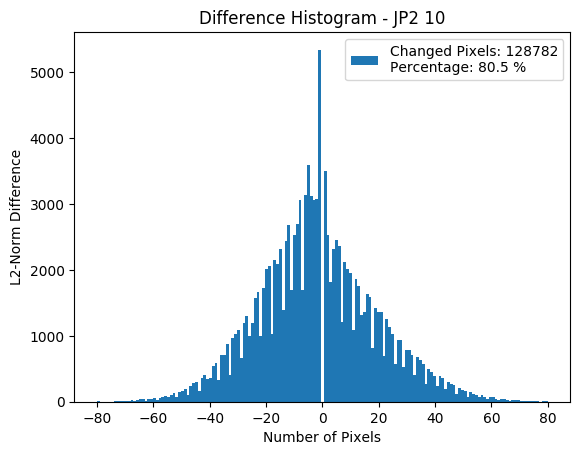 Difference Histogram - JP2 10
Changed Pixels: 128782
Percentage: 80.5 %
L2-Norm Difference
5000
4000
3000
2000
1000
0
−80 −60 −40 −20 0 20 40 60 80
Number of Pixels